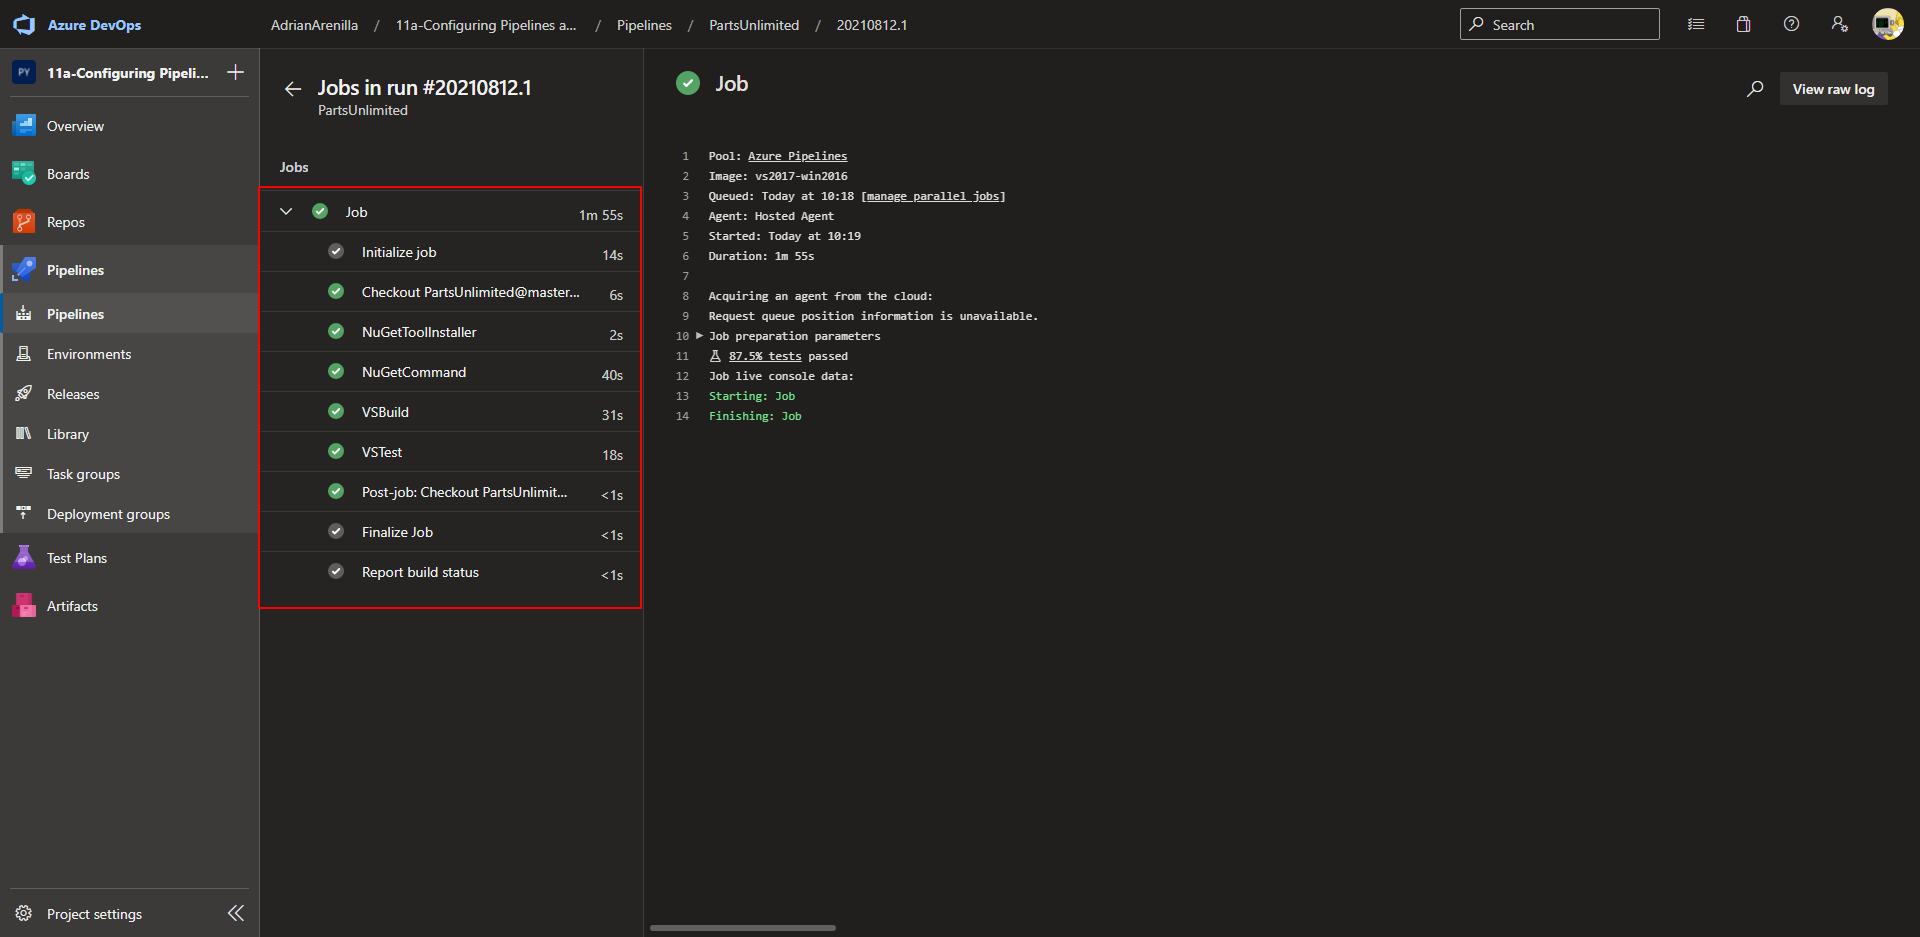 Azure DevOps
AdrianArenilla / 11a-Configuring Pipelines a... / Pipelines / PartsUnlimited / 20210812.1
Search
PY 11a-Configuring Pipeli...
Overview
Boards
Repos
Pipelines
Pipelines
Environments
Releases
Library
Task groups
Deployment groups
Test Plans
Artifacts
Project settings
Jobs in run #20210812.1
PartsUnlimited
Jobs
Job 1m 55s
Initialize job 14s
Checkout PartsUnlimited@master... 6s
NuGetToolInstaller 2s
NuGetCommand 40s
VSBuild 31s
VSTest 18s
Post-job: Checkout PartsUnlimit... <1s
Finalize Job <1s
Report build status <1s
Job
View raw log
1 Pool: Azure Pipelines
2 Image: vs2017-win2016
3 Queued: Today at 10:18 [manage parallel jobs]
4 Agent: Hosted Agent
5 Started: Today at 10:19
6 Duration: 1m 55s
7
8 Acquiring an agent from the cloud:
9 Request queue position information is unavailable.
10 Job preparation parameters
11 87.5% tests passed
12 Job live console data:
13 Starting: Job
14 Finishing: Job